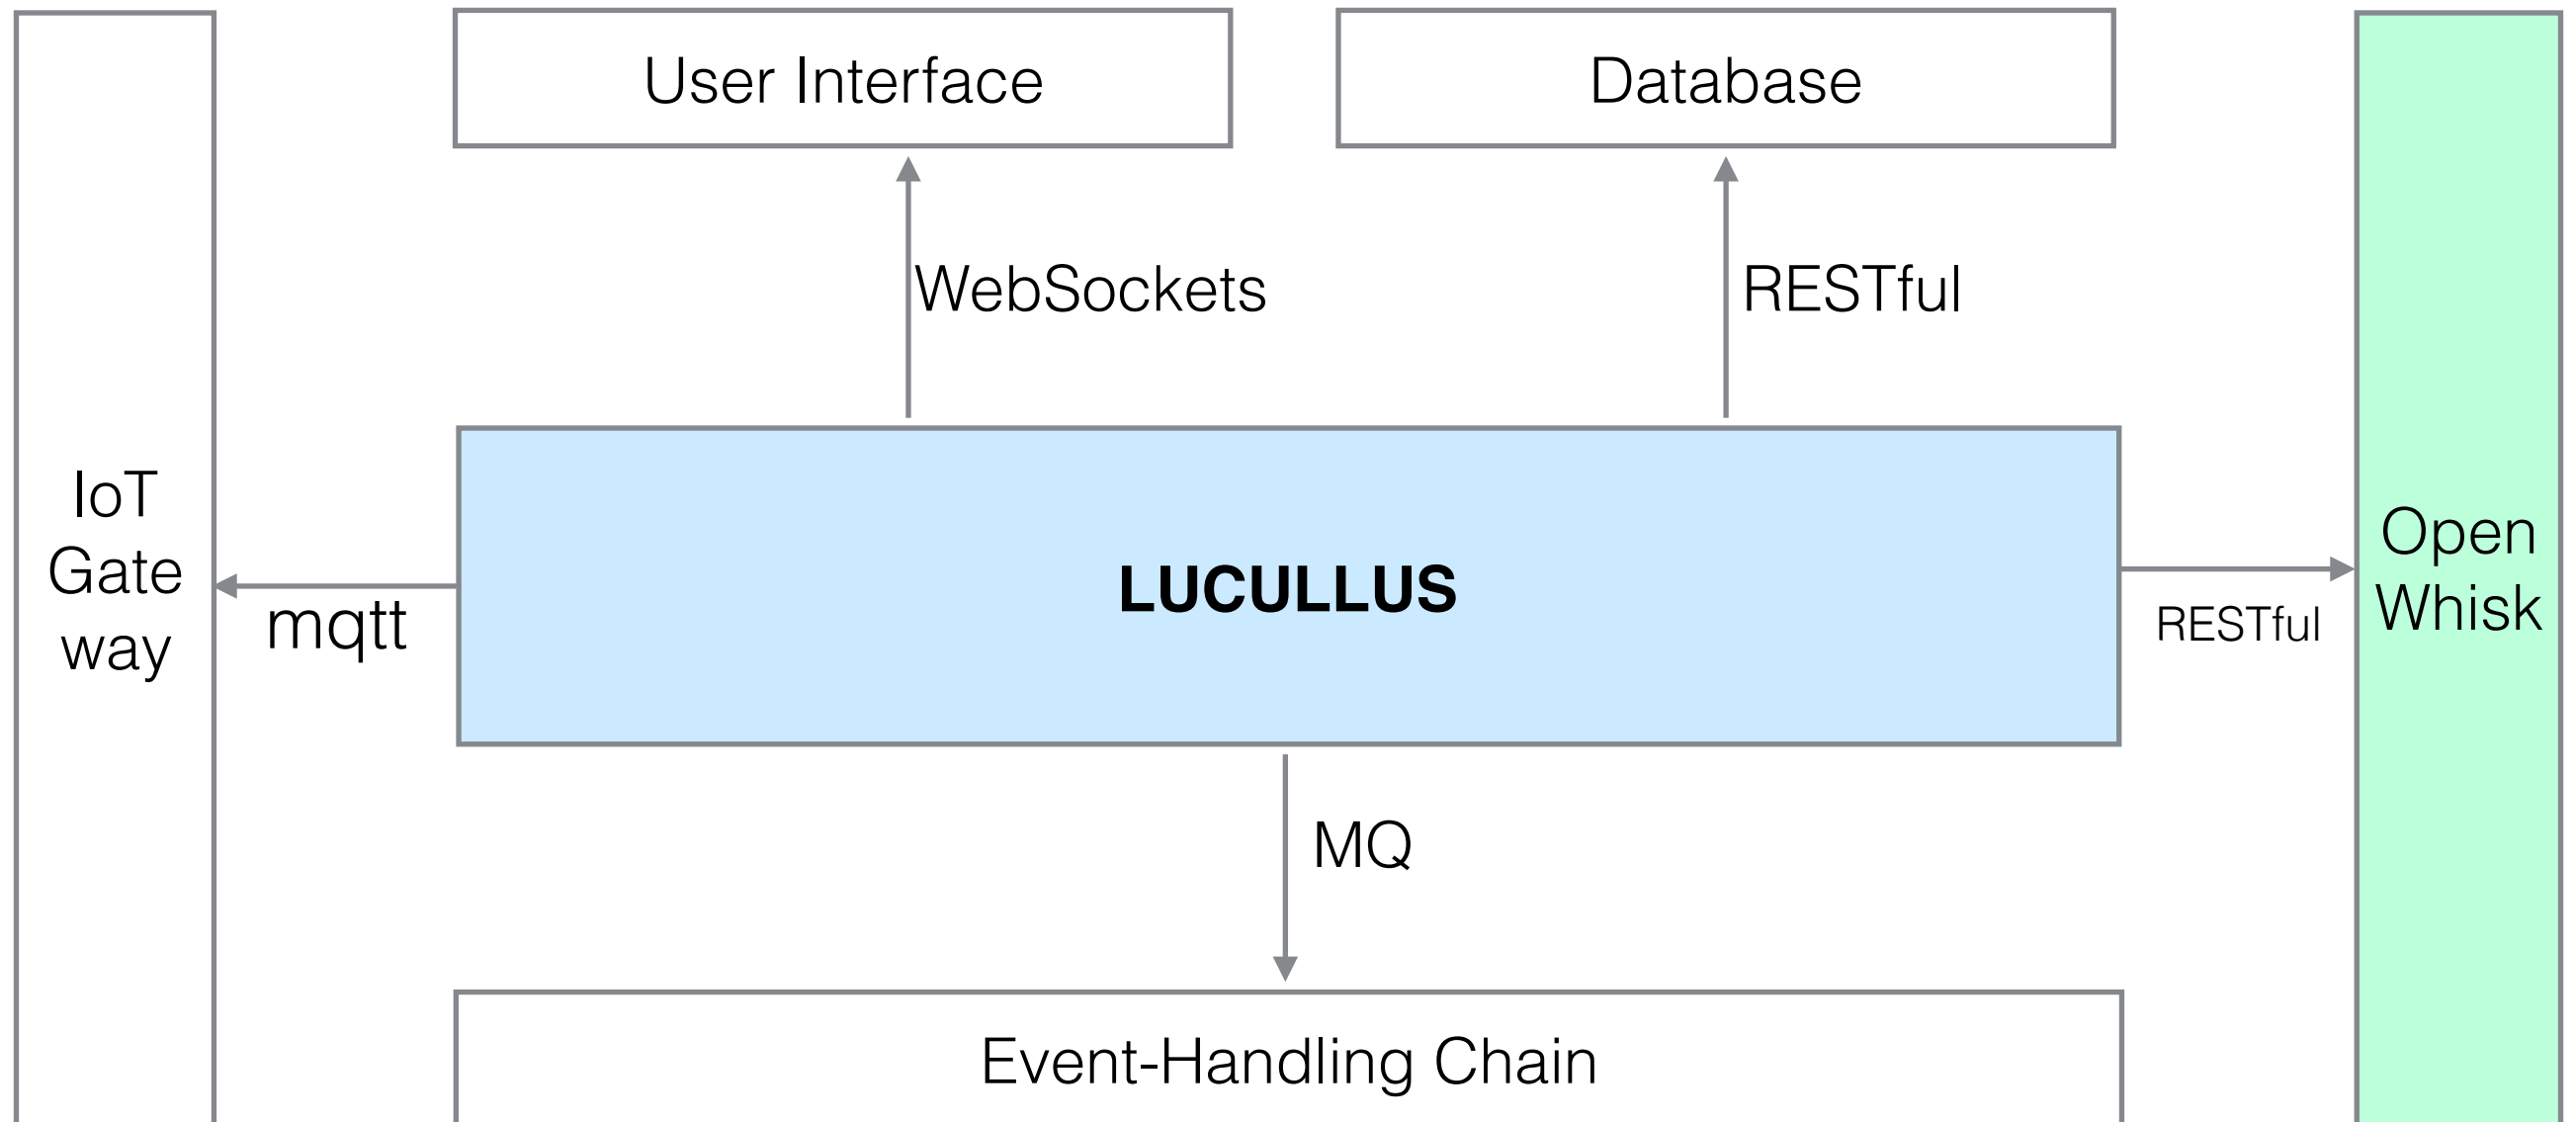 User Interface
Database
WebSockets
RESTful
IoT
Gate
way
mqtt
LUCULLUS
RESTful
Open
Whisk
MQ
Event-Handling Chain